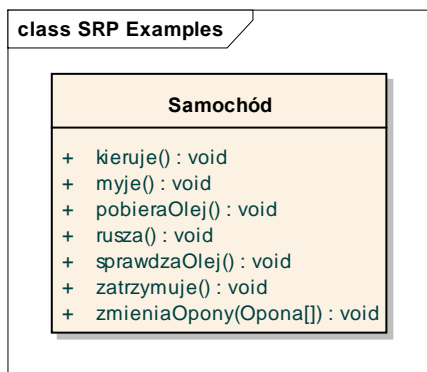 class SRP Examples
Samochód
+ kieruje() : void
+ myje() : void
+ pobieraOlej() : void
+ rusza() : void
+ sprawdzaOlej() : void
+ zatrzymuje() : void
+ zmieniaOpony(Opona[]) : void